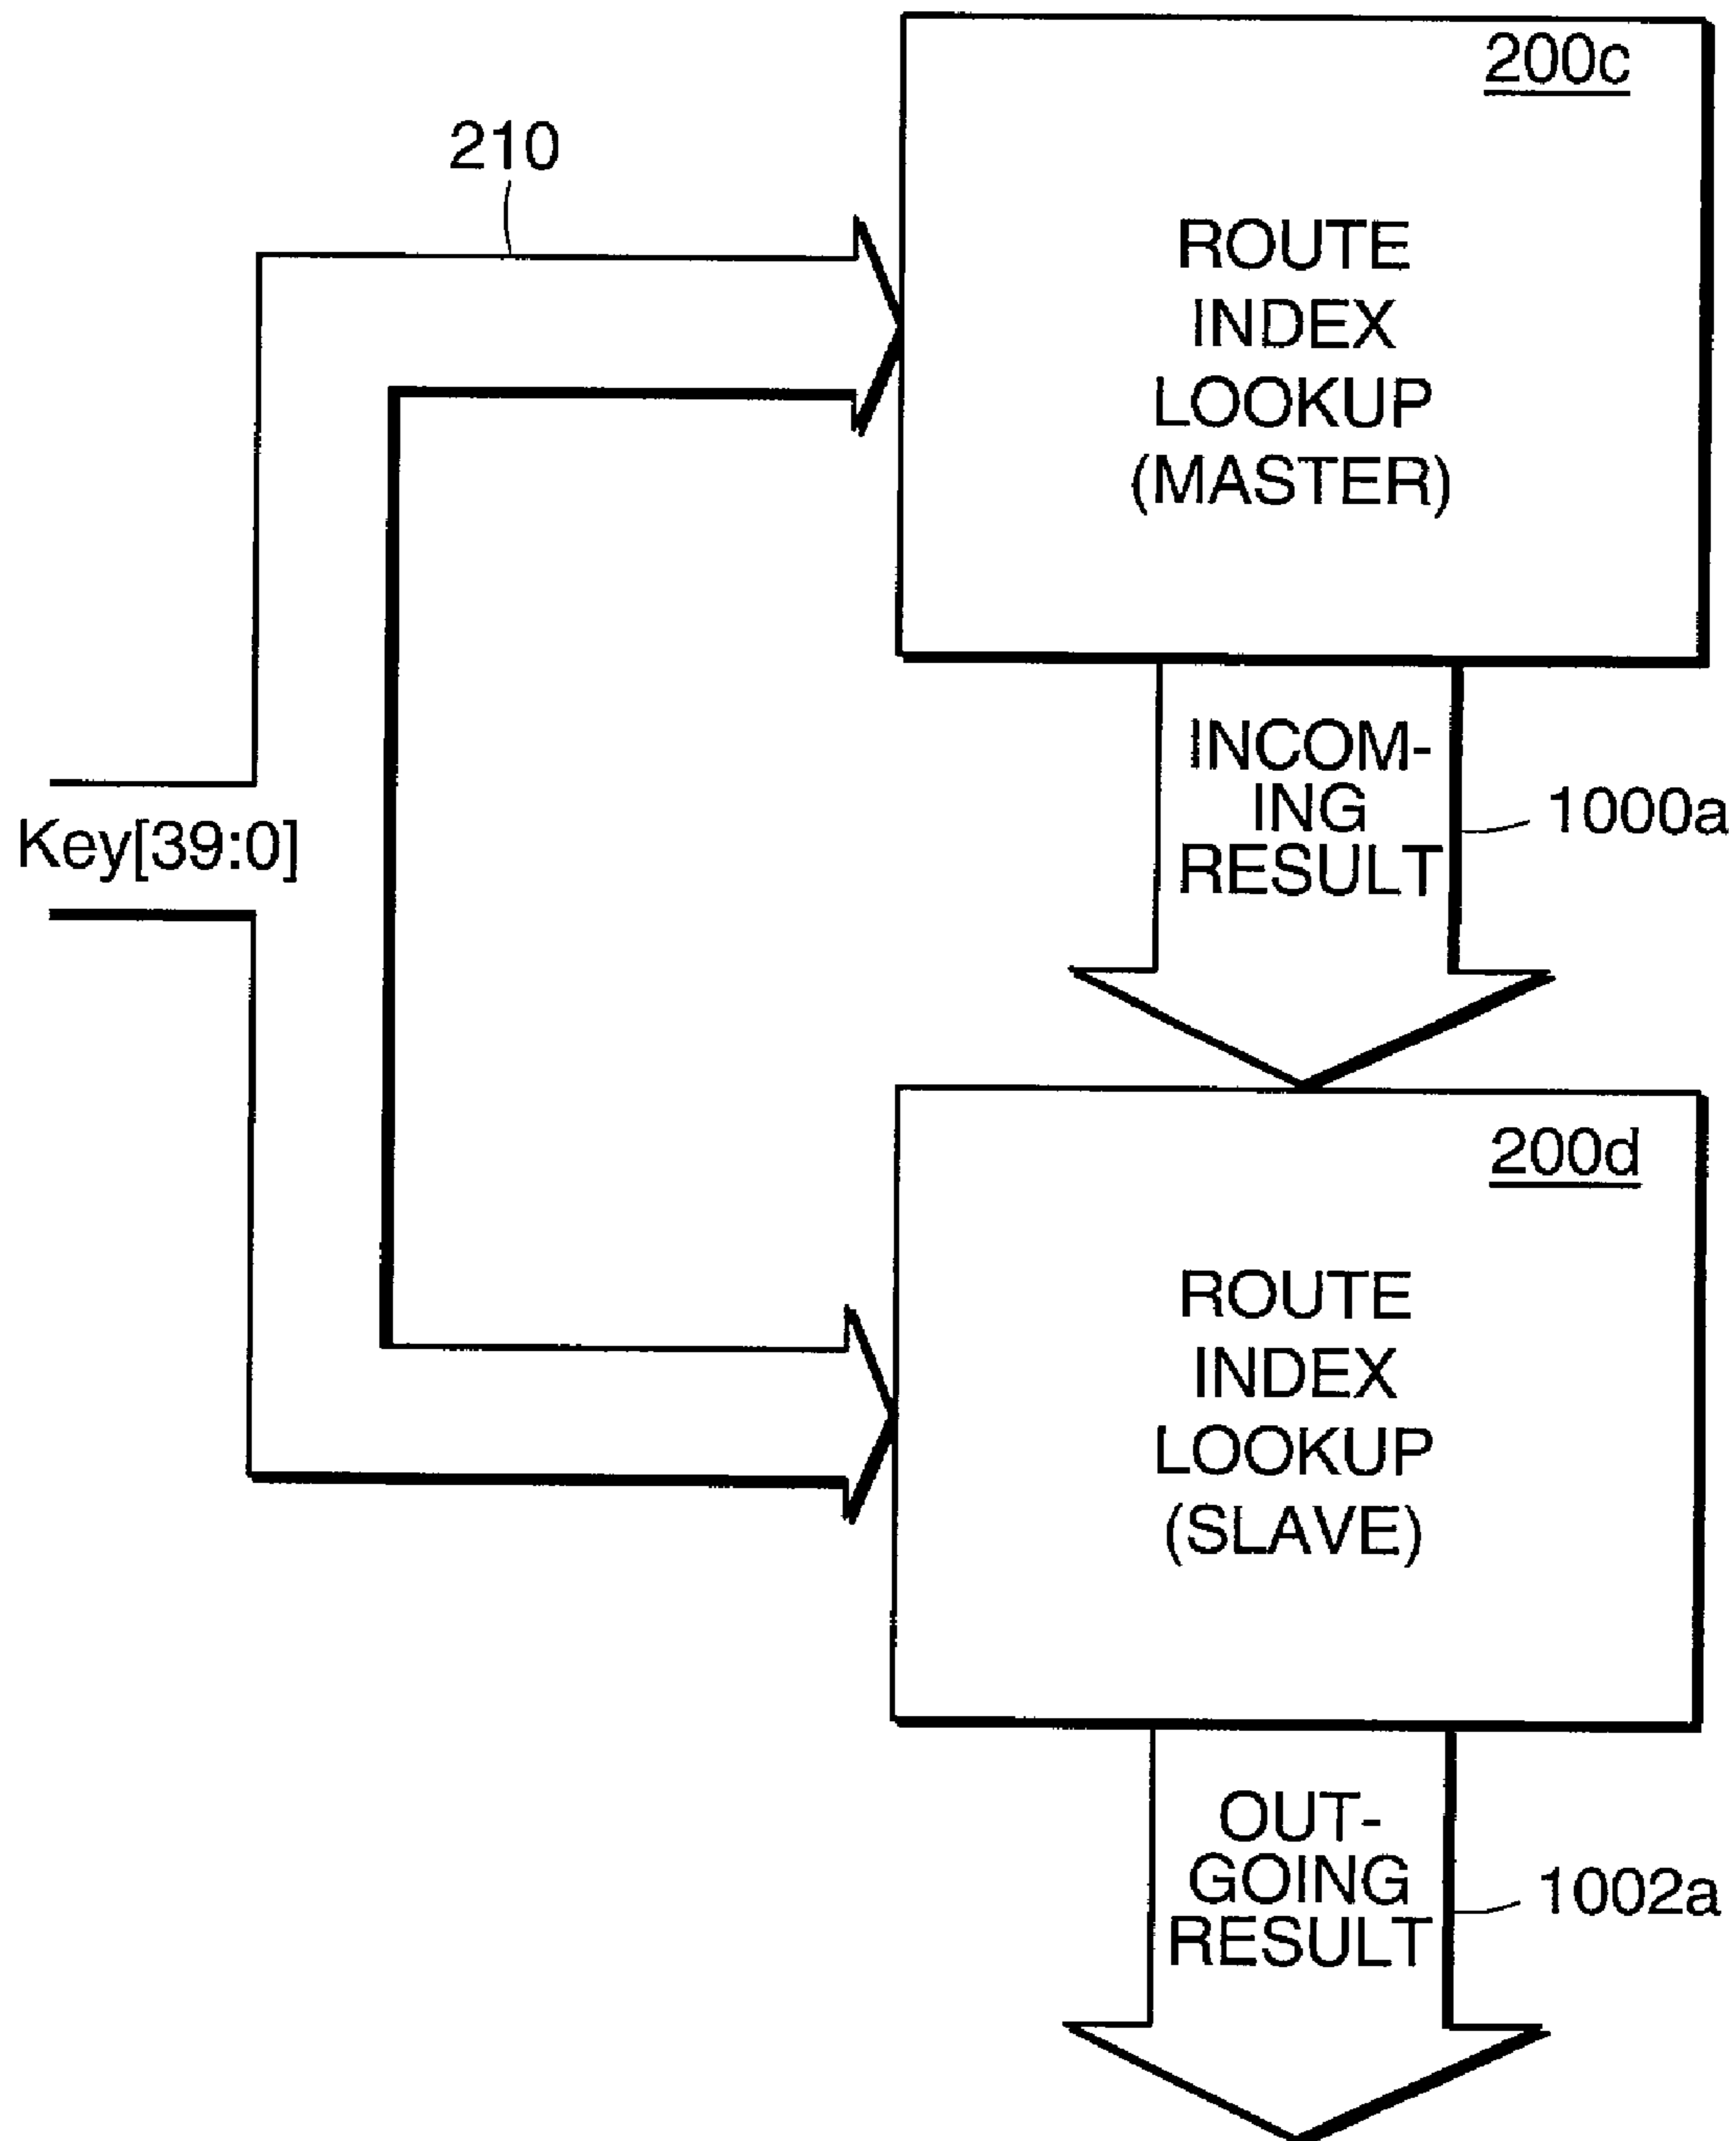 200c
210
ROUTE
INDEX
LOOKUP
(MASTER)
INCOM-
ING
RESULT
1000a
Key[39:0]
200d
ROUTE
INDEX
LOOKUP
(SLAVE)
OUT-
GOING
RESULT
1002a